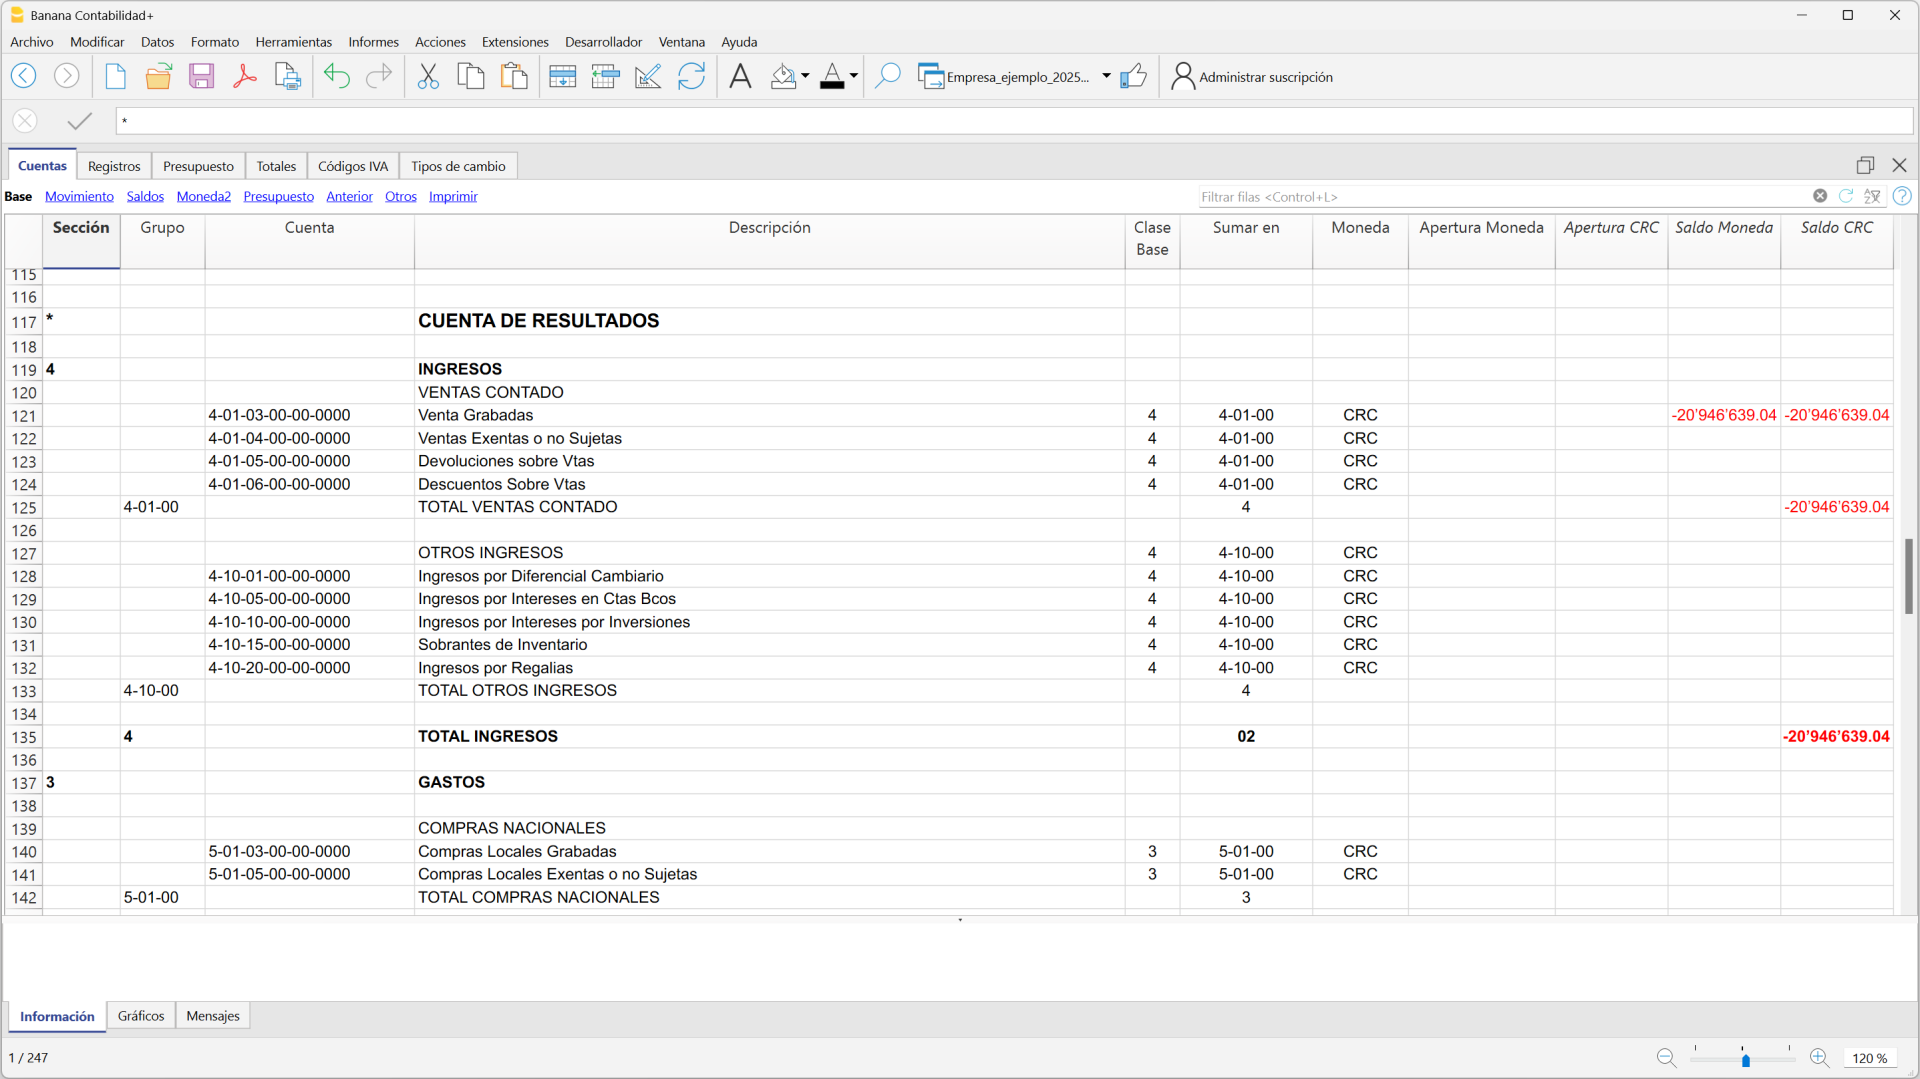 Banana Contabilidad+
Archivo Modificar Datos Formato Herramientas Informes Acciones Extensiones Desarrollador Ventana Ayuda
Empresa_ejemplo_2025... Administrar suscripción
*
Cuentas Registros Presupuesto Totales Códigos IVA Tipos de cambio
Base Movimiento Saldos Moneda2 Presupuesto Anterior Otros Imprimir Filtrar filas <Control+L>
Sección Grupo Cuenta Descripción Clase Base Sumar en Moneda Apertura Moneda Apertura CRC Saldo Moneda Saldo CRC
115
116
117 * CUENTA DE RESULTADOS
118
119 4 INGRESOS
120 VENTAS CONTADO
121 4-01-03-00-00-0000 Venta Grabadas 4 4-01-00 CRC -20’946’639.04 -20’946’639.04
122 4-01-04-00-00-0000 Ventas Exentas o no Sujetas 4 4-01-00 CRC
123 4-01-05-00-00-0000 Devoluciones sobre Vtas 4 4-01-00 CRC
124 4-01-06-00-00-0000 Descuentos Sobre Vtas 4 4-01-00 CRC
125 4-01-00 TOTAL VENTAS CONTADO 4 -20’946’639.04
126
127 OTROS INGRESOS 4 4-10-00 CRC
128 4-10-01-00-00-0000 Ingresos por Diferencial Cambiario 4 4-10-00 CRC
129 4-10-05-00-00-0000 Ingresos por Intereses en Ctas Bcos 4 4-10-00 CRC
130 4-10-10-00-00-0000 Ingresos por Intereses por Inversiones 4 4-10-00 CRC
131 4-10-15-00-00-0000 Sobrantes de Inventario 4 4-10-00 CRC
132 4-10-20-00-00-0000 Ingresos por Regalias 4 4-10-00 CRC
133 4-10-00 TOTAL OTROS INGRESOS 4
134
135 4 TOTAL INGRESOS 02 -20’946’639.04
136
137 3 GASTOS
138
139 COMPRAS NACIONALES
140 5-01-03-00-00-0000 Compras Locales Grabadas 3 5-01-00 CRC
141 5-01-05-00-00-0000 Compras Locales Exentas o no Sujetas 3 5-01-00 CRC
142 5-01-00 TOTAL COMPRAS NACIONALES 3
Información Gráficos Mensajes
1 / 247 120 %